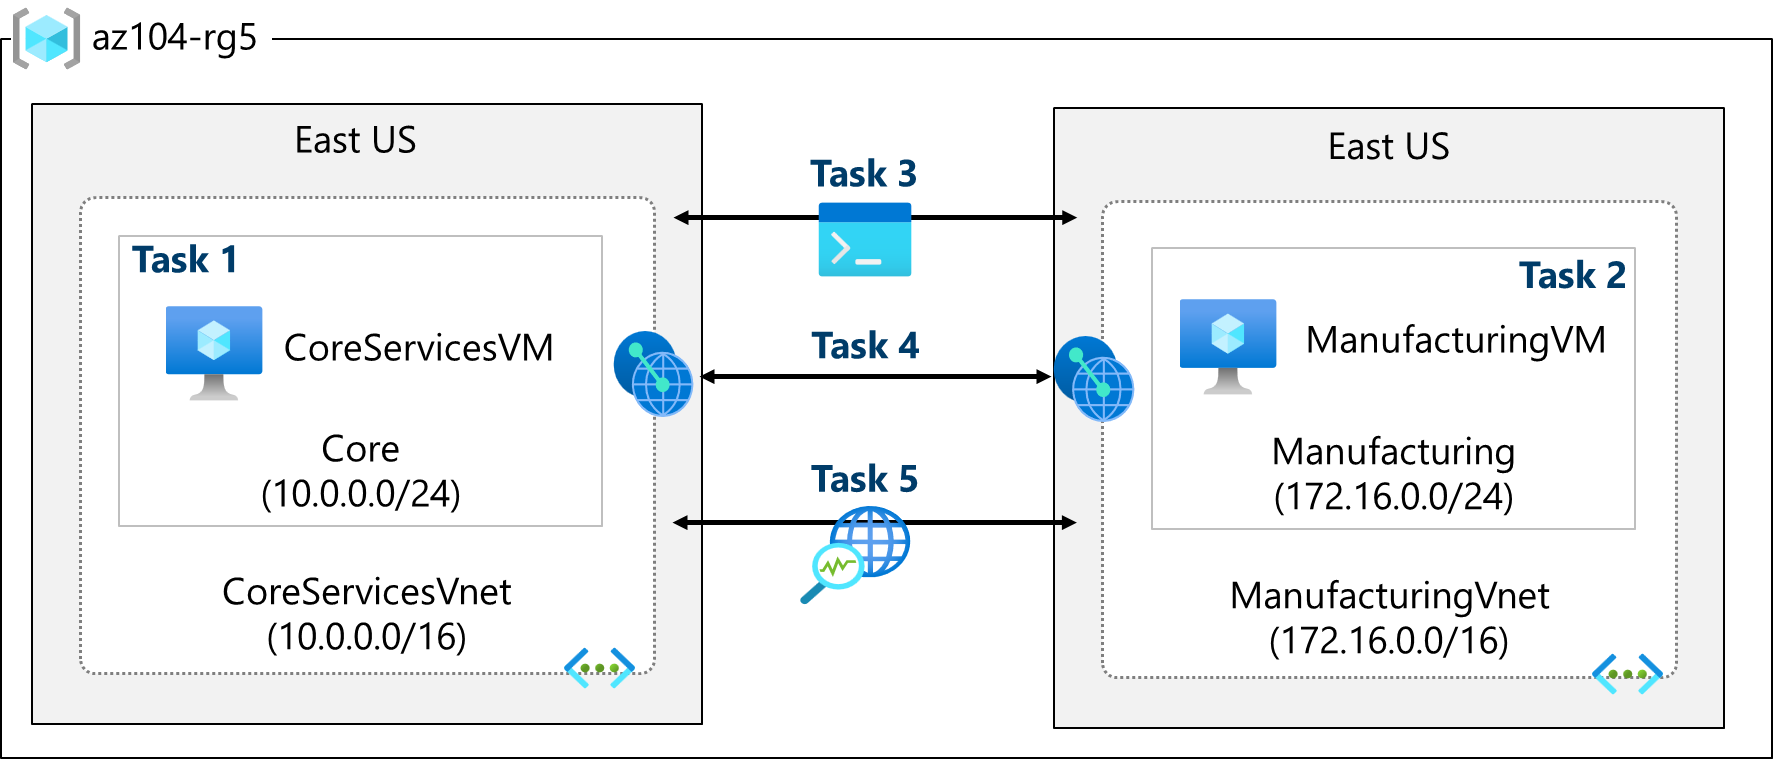 az104-rg5
East US
Task 1
CoreServicesVM
Core
(10.0.0.0/24)
CoreServicesVnet
(10.0.0.0/16)
Task 3
Task 4
Task 5
East US
Task 2
ManufacturingVM
Manufacturing
(172.16.0.0/24)
ManufacturingVnet
(172.16.0.0/16)